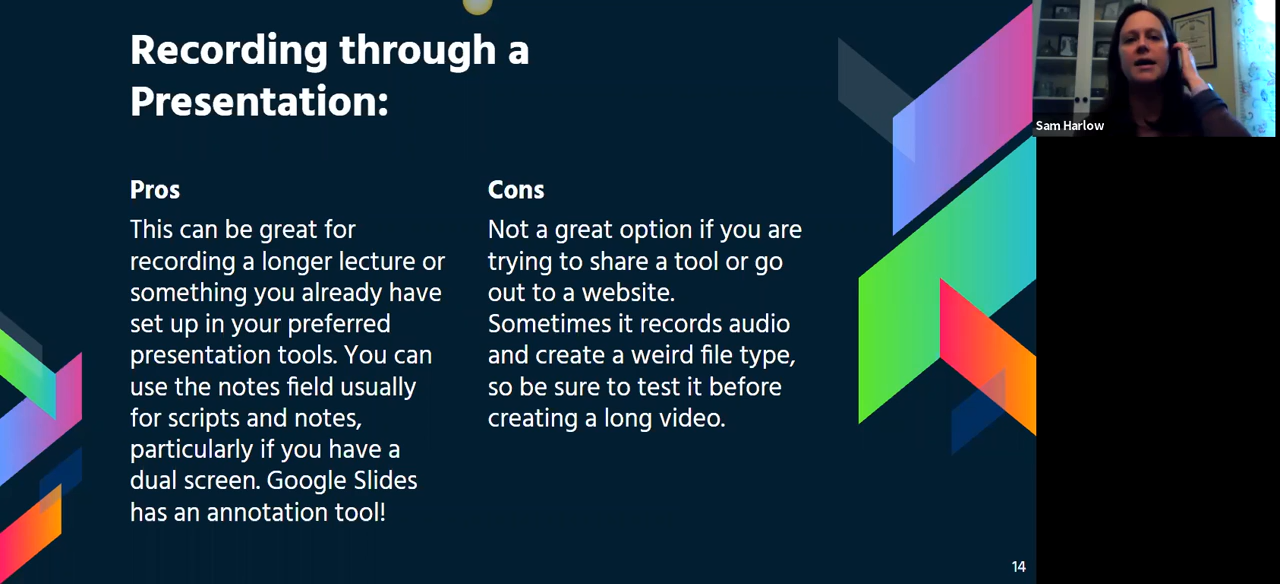 Recording through a
Presentation:
Pros
This can be great for
recording a longer lecture or
something you already have
set up in your preferred
presentation tools. You can
use the notes field usually
for scripts and notes,
particularly if you have a
dual screen. Google Slides
has an annotation tool!
Cons
Not a great option if you are
trying to share a tool or go
out to a website.
Sometimes it records audio
and create a weird file type,
so be sure to test it before
creating a long video.
14
Sam Harlow